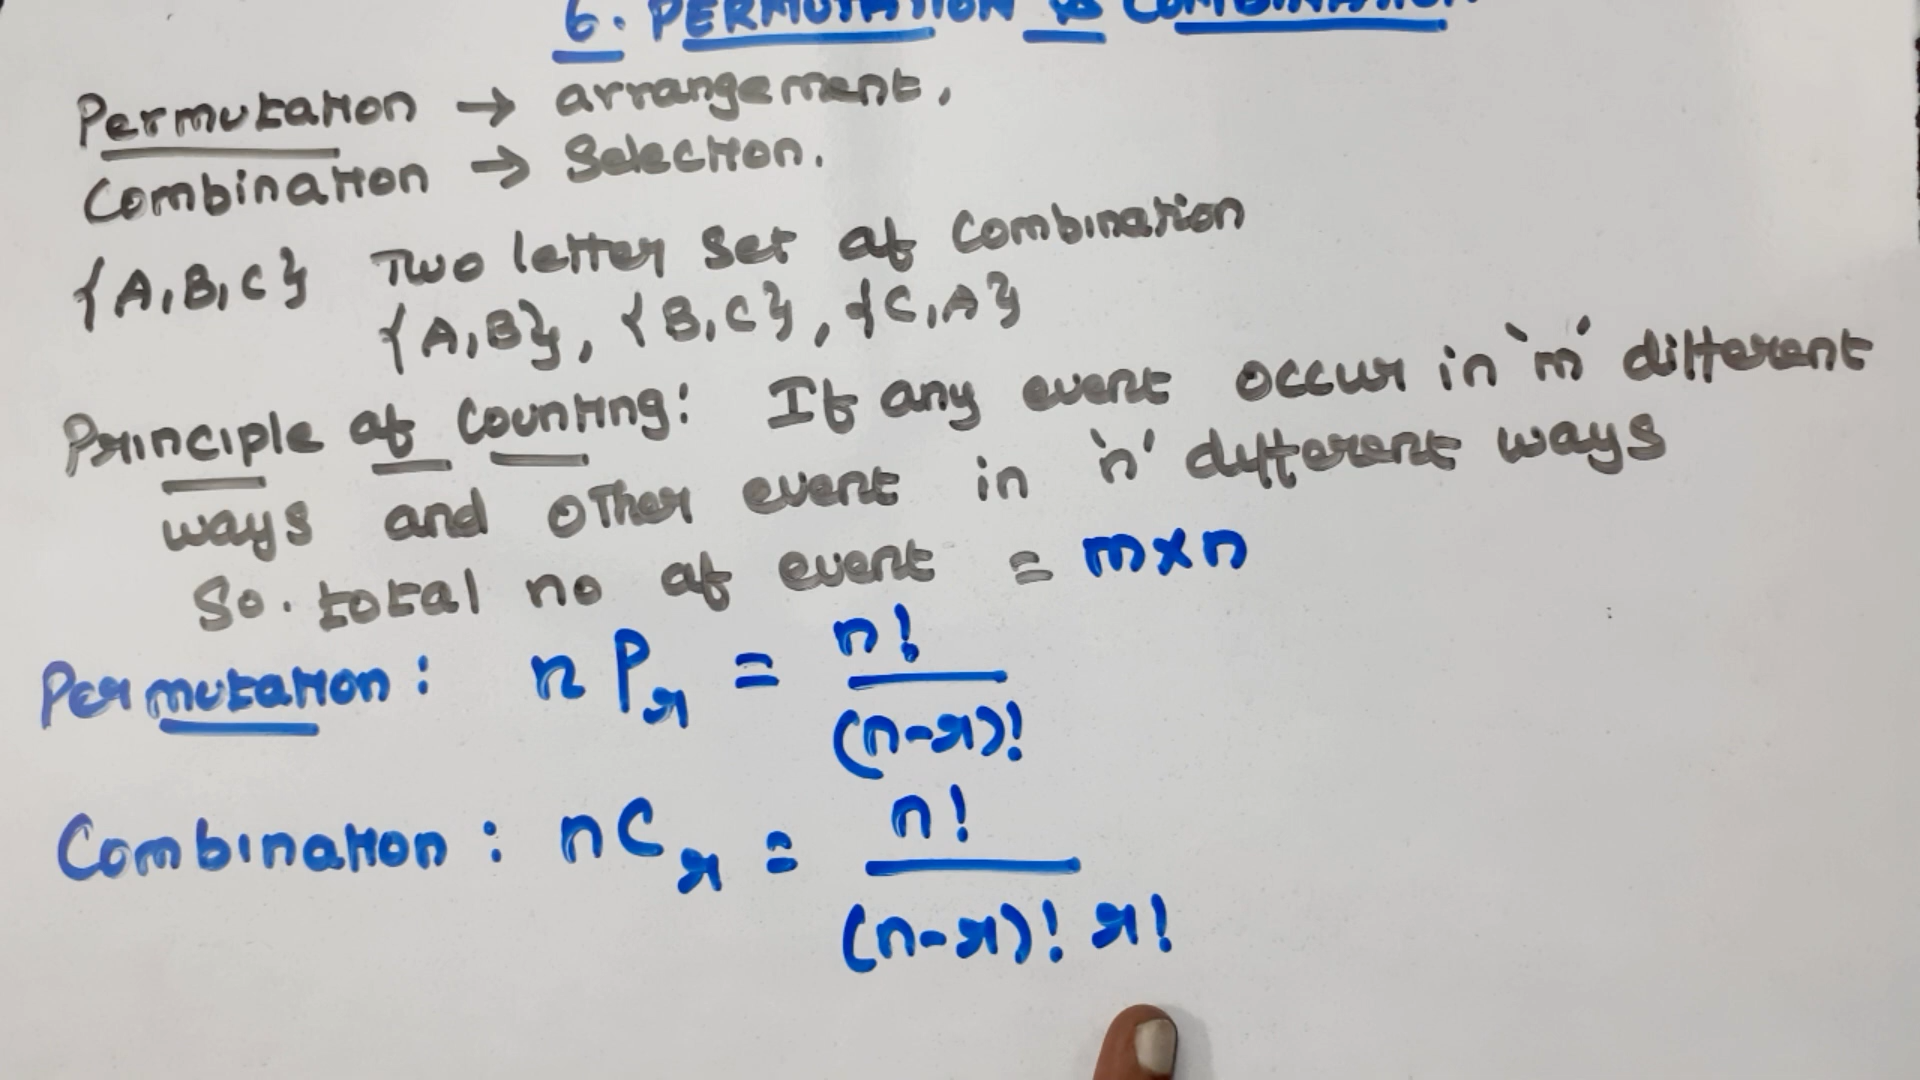 6. PERMUTATION & COMBINATION
Permutation → arrangement,
Combination → Selection.
{A,B,C} Two letter set of Combination
{A,B}, {B,C}, {C,A}
Principle of Counting: If any event occur in 'm' different
ways and other event in 'n' different ways
So. total no of event = m×n
Permutation: nPr = n! / (n-r)!
Combination: nCr = n! / (n-r)! r!